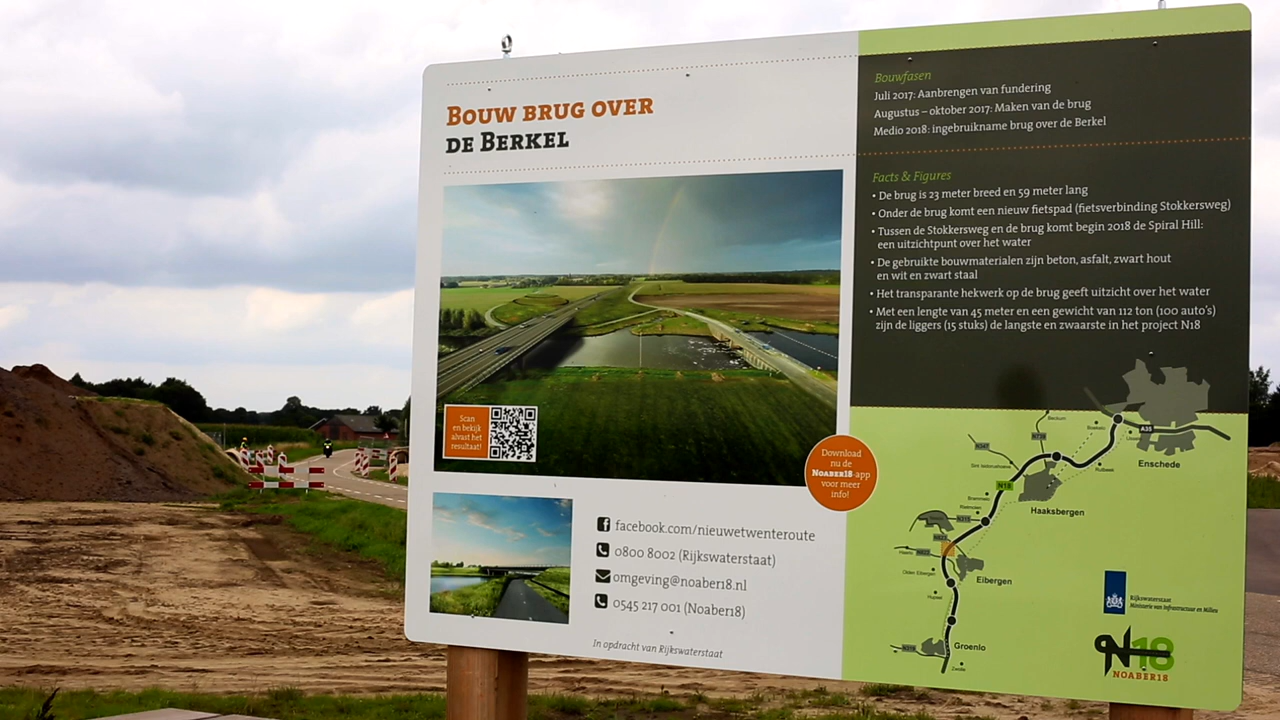 Bouw brug over
de Berkel
Scan
en bekijk
alvast het
resultaat!
Download
nu de
Noaber18-app
voor meer
info!
facebook.com/nieuwetwenteroute
0800 8002 (Rijkswaterstaat)
omgeving@noaber18.nl
0545 217 001 (Noaber18)
In opdracht van Rijkswaterstaat
Bouwfasen
Juli 2017: Aanbrengen van fundering
Augustus – oktober 2017: Maken van de brug
Medio 2018: ingebruikname brug over de Berkel
Facts & Figures
• De brug is 23 meter breed en 59 meter lang
• Onder de brug komt een nieuw fietspad (fietsverbinding Stokkersweg)
• Tussen de Stokkersweg en de brug komt begin 2018 de Spiral Hill:
een uitzichtpunt over het water
• De gebruikte bouwmaterialen zijn beton, asfalt, zwart hout
en wit en zwart staal
• Het transparante hekwerk op de brug geeft uitzicht over het water
• Met een lengte van 45 meter en een gewicht van 112 ton (100 auto's)
zijn de liggers (15 stuks) de langste en zwaarste in het project N18
Boekelo
A35
Enschede
N18
Haaksbergen
Eibergen
Hupsel
Groenlo
Zwolle
Rijkswaterstaat
Ministerie van Infrastructuur en Milieu
N18
NOABER18